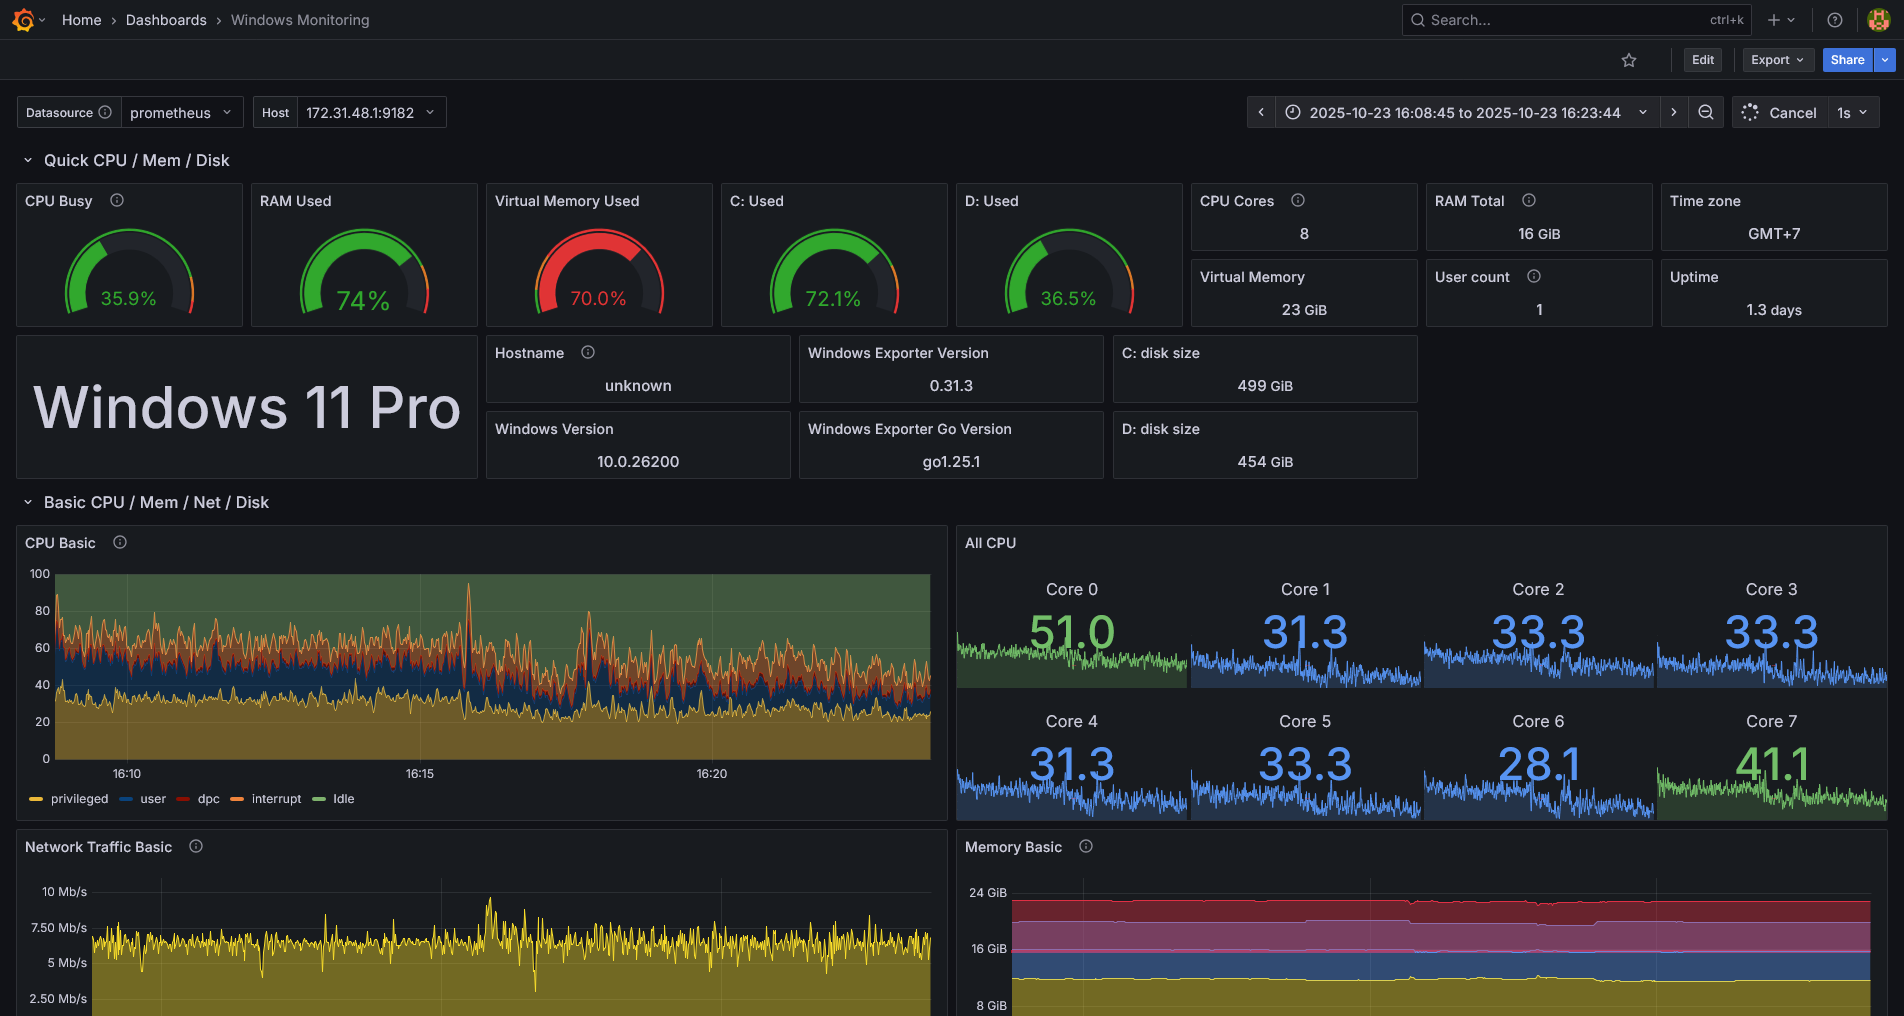 Home › Dashboards › Windows Monitoring
Search... ctrl+k
Edit Export Share
Datasource prometheus Host 172.31.48.1:9182 2025-10-23 16:08:45 to 2025-10-23 16:23:44 Cancel 1s
Quick CPU / Mem / Disk
CPU Busy
35.9%
RAM Used
74%
Virtual Memory Used
70.0%
C: Used
72.1%
D: Used
36.5%
CPU Cores
8
RAM Total
16 GiB
Time zone
GMT+7
Virtual Memory
23 GiB
User count
1
Uptime
1.3 days
Windows 11 Pro
Hostname
unknown
Windows Exporter Version
0.31.3
C: disk size
499 GiB
Windows Version
10.0.26200
Windows Exporter Go Version
go1.25.1
D: disk size
454 GiB
Basic CPU / Mem / Net / Disk
CPU Basic
100
80
60
40
20
0
16:10 16:15 16:20
privileged user dpc interrupt Idle
All CPU
Core 0
51.0
Core 1
31.3
Core 2
33.3
Core 3
33.3
Core 4
31.3
Core 5
33.3
Core 6
28.1
Core 7
41.1
Network Traffic Basic
10 Mb/s
7.50 Mb/s
5 Mb/s
2.50 Mb/s
Memory Basic
24 GiB
16 GiB
8 GiB